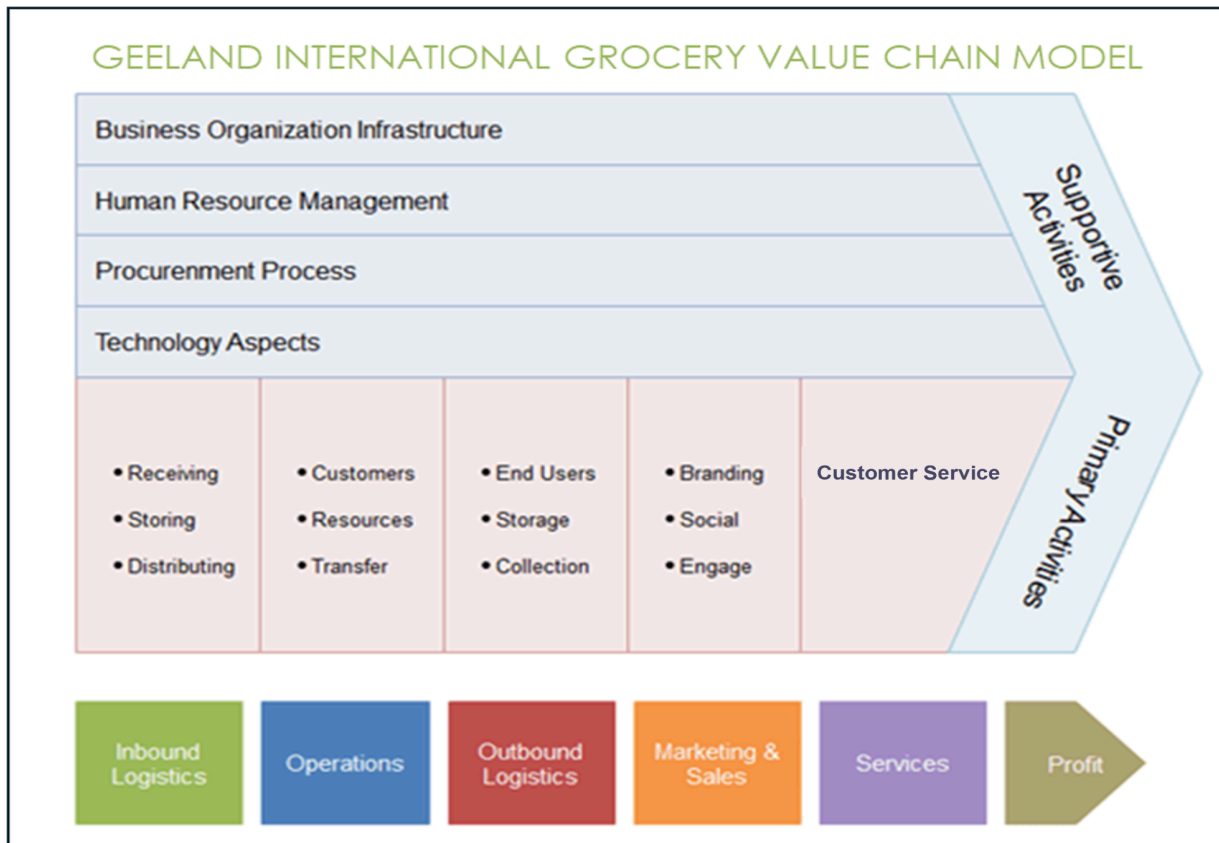 GEELAND INTERNATIONAL GROCERY VALUE CHAIN MODEL
Business Organization Infrastructure
Human Resource Management
Procurenment Process
Technology Aspects
Supportive
Activities
• Receiving
• Storing
• Distributing
• Customers
• Resources
• Transfer
• End Users
• Storage
• Collection
• Branding
• Social
• Engage
Customer Service
Primary Activities
Inbound
Logistics
Operations
Outbound
Logistics
Marketing &
Sales
Services
Profit